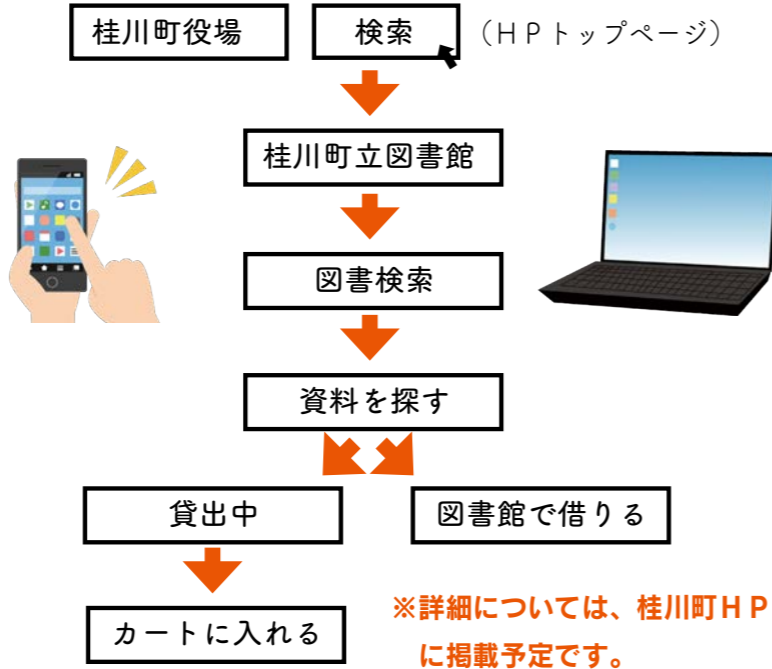 桂川町役場 検索 （ＨＰトップページ）
桂川町立図書館
図書検索
資料を探す
貸出中 図書館で借りる
カートに入れる
※詳細については、桂川町ＨＰ
に掲載予定です。